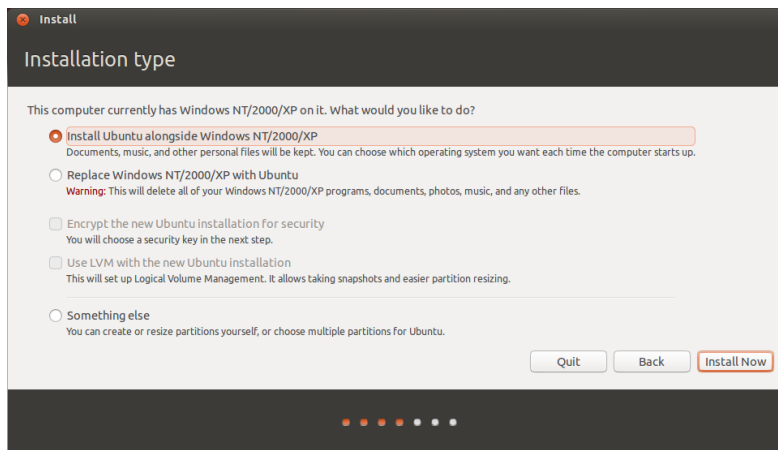 Install
Installation type
This computer currently has Windows NT/2000/XP on it. What would you like to do?
Install Ubuntu alongside Windows NT/2000/XP
Documents, music, and other personal files will be kept. You can choose which operating system you want each time the computer starts up.
Replace Windows NT/2000/XP with Ubuntu
Warning: This will delete all of your Windows NT/2000/XP programs, documents, photos, music, and any other files.
Encrypt the new Ubuntu installation for security
You will choose a security key in the next step.
Use LVM with the new Ubuntu installation
This will set up Logical Volume Management. It allows taking snapshots and easier partition resizing.
Something else
You can create or resize partitions yourself, or choose multiple partitions for Ubuntu.
Quit Back Install Now